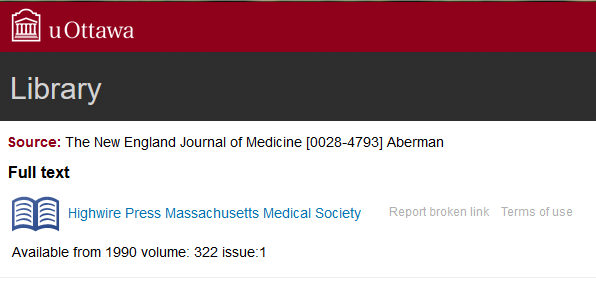 uOttawa
Library
Source: The New England Journal of Medicine [0028-4793] Aberman
Full text
Highwire Press Massachusetts Medical Society Report broken link Terms of use
Available from 1990 volume: 322 issue:1